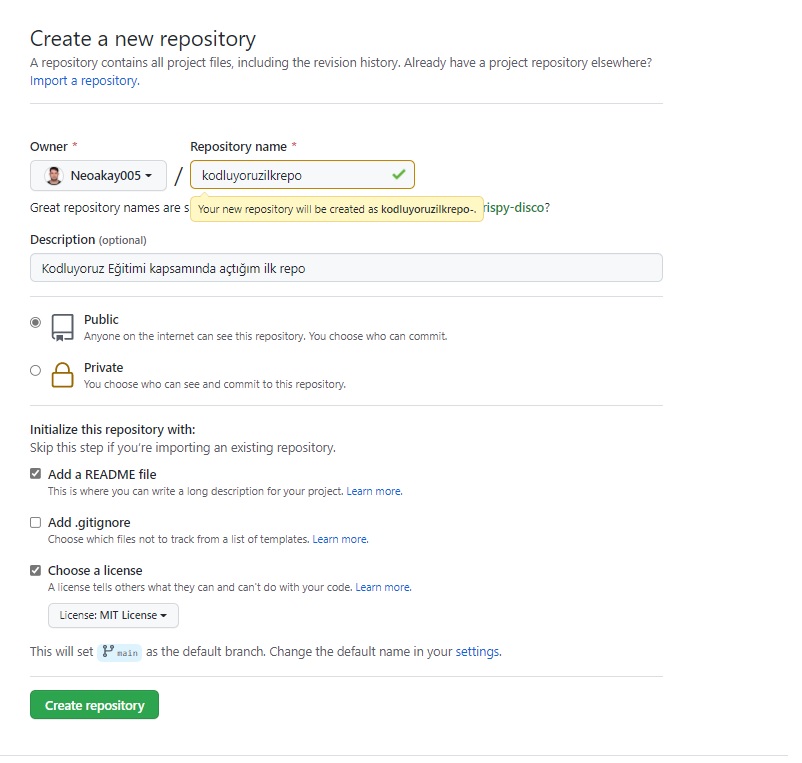 Create a new repository
A repository contains all project files, including the revision history. Already have a project repository elsewhere?
Import a repository.
Owner *
Repository name *
Neoakay005
/
kodluyoruzilkrepo
Great repository names are s
Your new repository will be created as kodluyoruzilkrepo-.
rispy-disco?
Description (optional)
Kodluyoruz Eğitimi kapsamında açtığım ilk repo
Public
Anyone on the internet can see this repository. You choose who can commit.
Private
You choose who can see and commit to this repository.
Initialize this repository with:
Skip this step if you're importing an existing repository.
Add a README file
This is where you can write a long description for your project. Learn more.
Add .gitignore
Choose which files not to track from a list of templates. Learn more.
Choose a license
A license tells others what they can and can't do with your code. Learn more.
License: MIT License
This will set main as the default branch. Change the default name in your settings.
Create repository